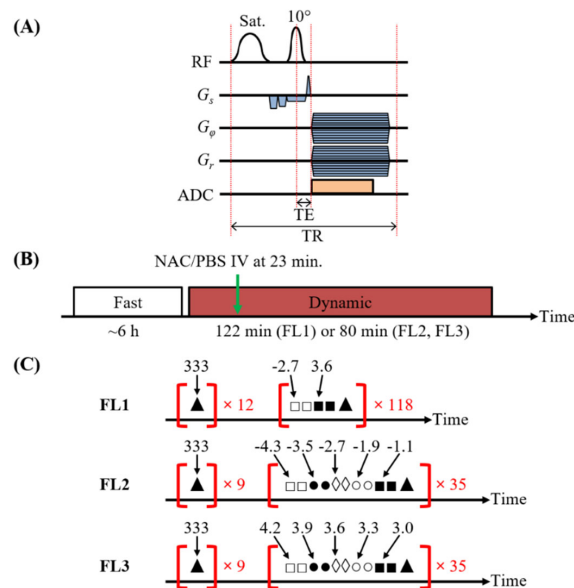 (A)
Sat. 10°
RF
Gs
Gφ
Gr
ADC
TE
TR
(B)
NAC/PBS IV at 23 min.
Fast Dynamic
Time
~6 h 122 min (FL1) or 80 min (FL2, FL3)
(C)
333 -2.7 3.6
FL1 × 12 × 118
Time
333 -4.3 -3.5 -2.7 -1.9 -1.1
FL2 × 9 × 35
Time
333 4.2 3.9 3.6 3.3 3.0
FL3 × 9 × 35
Time